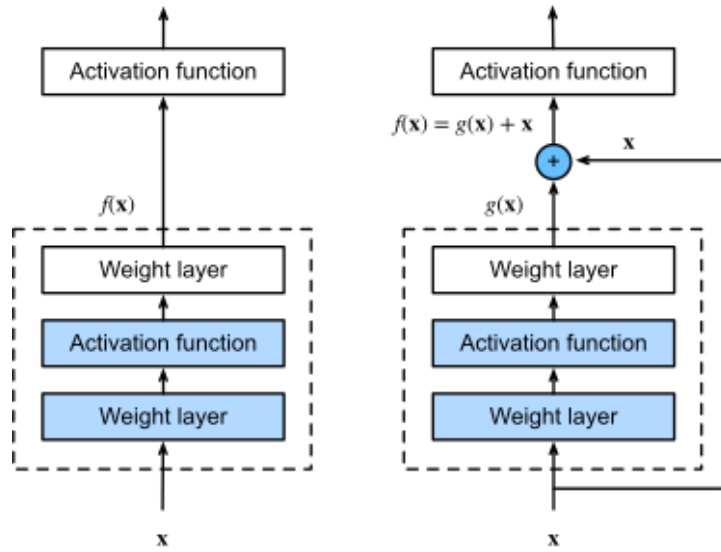 Activation function
f(x)
Weight layer
Activation function
Weight layer
x
Activation function
f(x) = g(x) + x
x
+
g(x)
Weight layer
Activation function
Weight layer
x